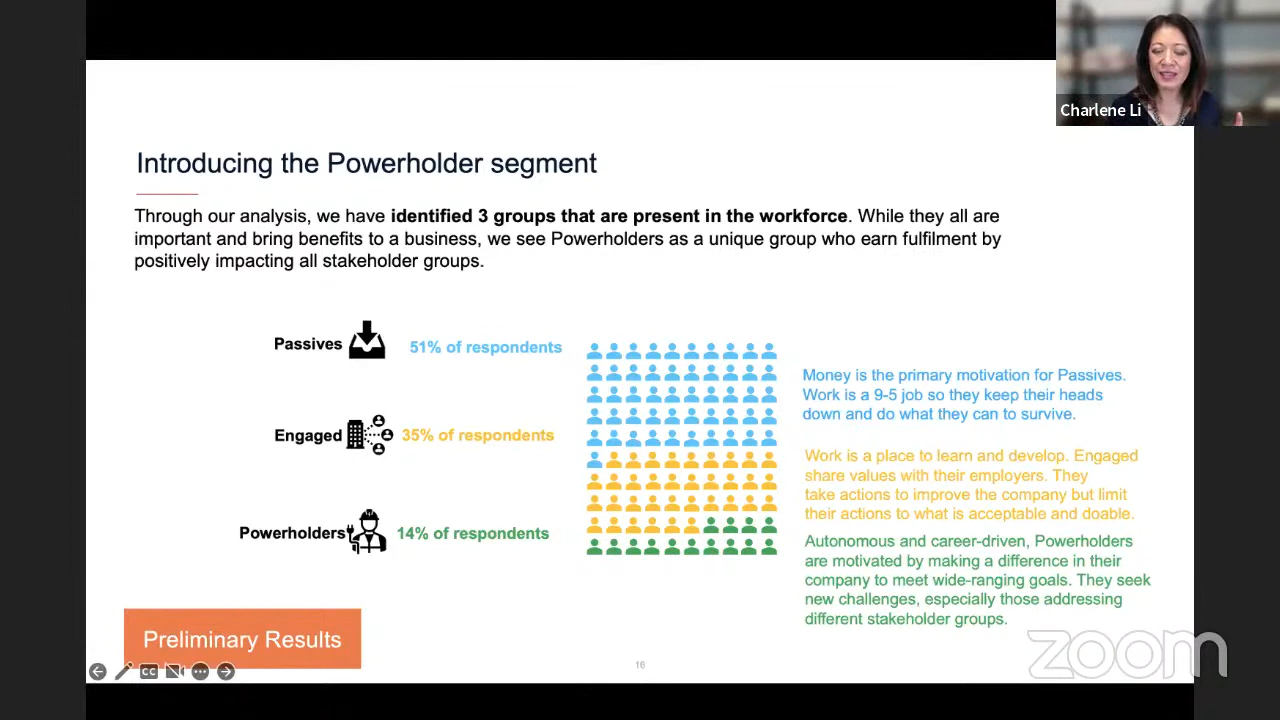 Charlene Li
Introducing the Powerholder segment
Through our analysis, we have identified 3 groups that are present in the workforce. While they all are
important and bring benefits to a business, we see Powerholders as a unique group who earn fulfilment by
positively impacting all stakeholder groups.
Passives
51% of respondents
Engaged
35% of respondents
Powerholders
14% of respondents
Money is the primary motivation for Passives.
Work is a 9-5 job so they keep their heads
down and do what they can to survive.
Work is a place to learn and develop. Engaged
share values with their employers. They
take actions to improve the company but limit
their actions to what is acceptable and doable.
Autonomous and career-driven, Powerholders
are motivated by making a difference in their
company to meet wide-ranging goals. They seek
new challenges, especially those addressing
different stakeholder groups.
Preliminary Results
CC
16
zoom